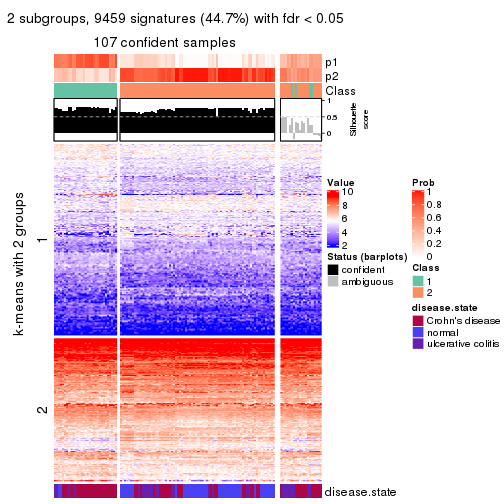 2 subgroups, 9459 signatures (44.7%) with fdr < 0.05
107 confident samples
p1
p2
Class
1
0.5
0
Silhouette
score
k-means with 2 groups
1
2
disease.state
Value
10
8
6
4
2
Status (barplots)
confident
ambiguous
Prob
1
0.8
0.6
0.4
0.2
0
Class
1
2
disease.state
Crohn's disease
normal
ulcerative colitis